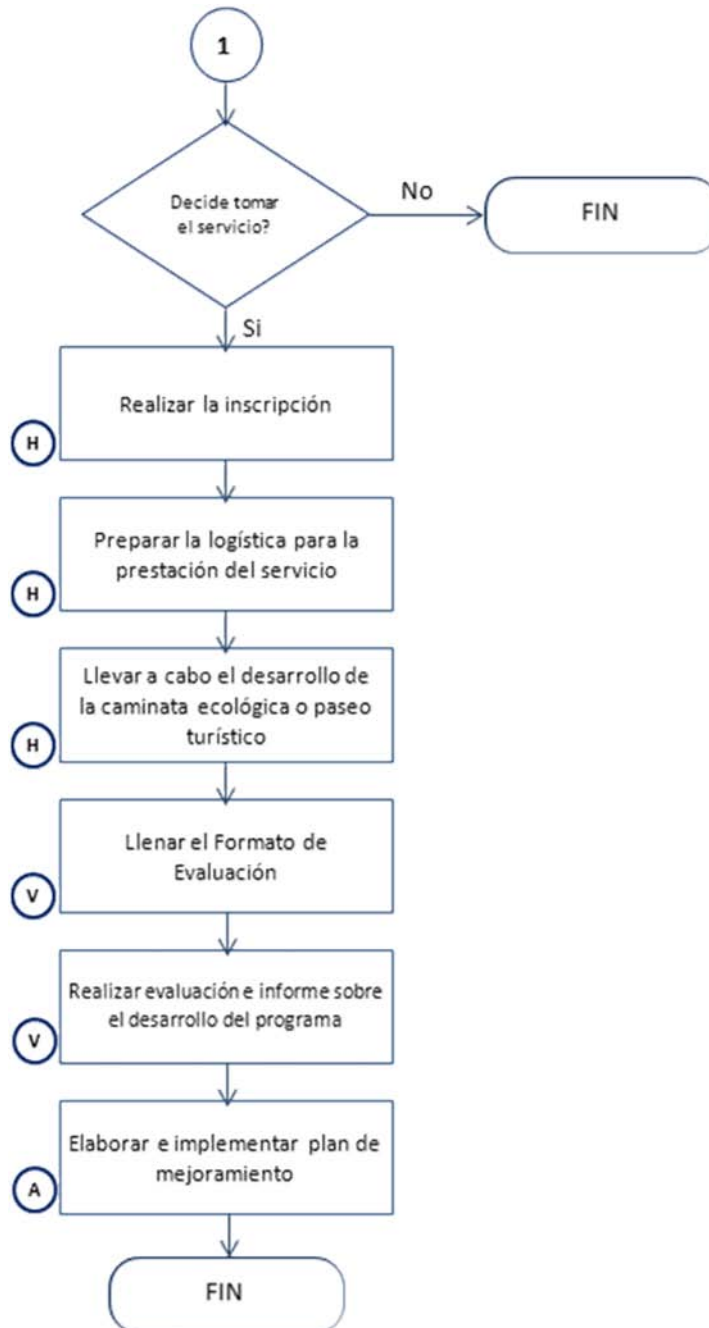 1
Decide tomar
el servicio?
No
FIN
Si
Realizar la inscripción
H
Preparar la logística para la
prestación del servicio
H
Llevar a cabo el desarrollo de
la caminata ecológica o paseo
turístico
H
Llenar el Formato de
Evaluación
V
Realizar evaluación e informe sobre
el desarrollo del programa
V
Elaborar e implementar plan de
mejoramiento
A
FIN